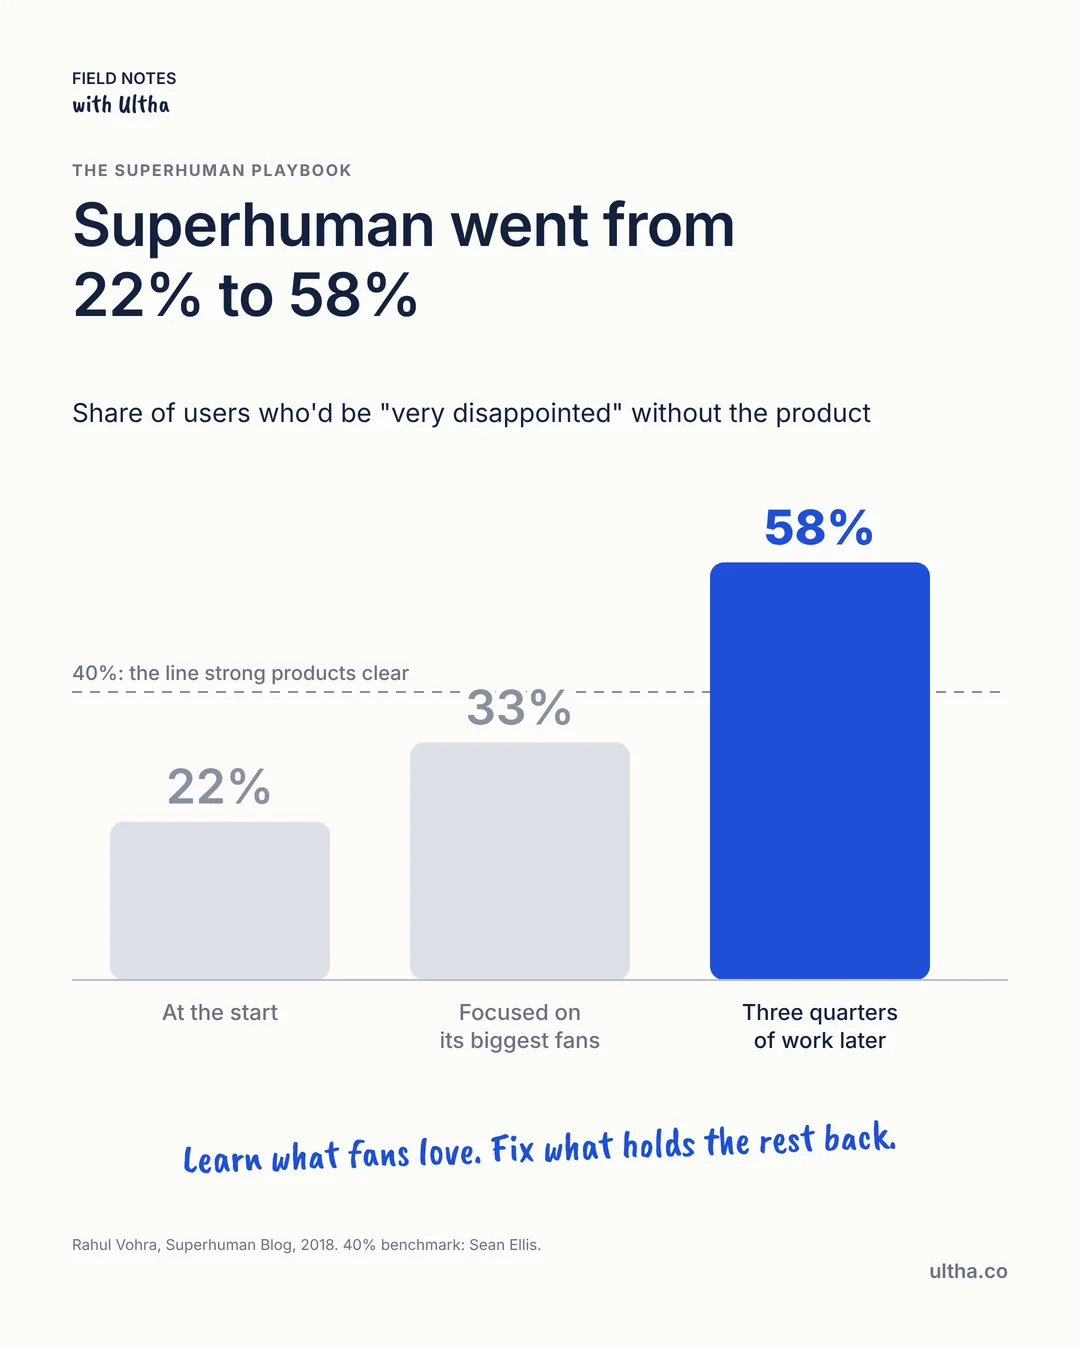 FIELD NOTES
with Ultha
THE SUPERHUMAN PLAYBOOK
Superhuman went from
22% to 58%
Share of users who'd be "very disappointed" without the product
58%
40%: the line strong products clear
33%
22%
At the start
Focused on
its biggest fans
Three quarters
of work later
Learn what fans love. Fix what holds the rest back.
Rahul Vohra, Superhuman Blog, 2018. 40% benchmark: Sean Ellis.
ultha.co